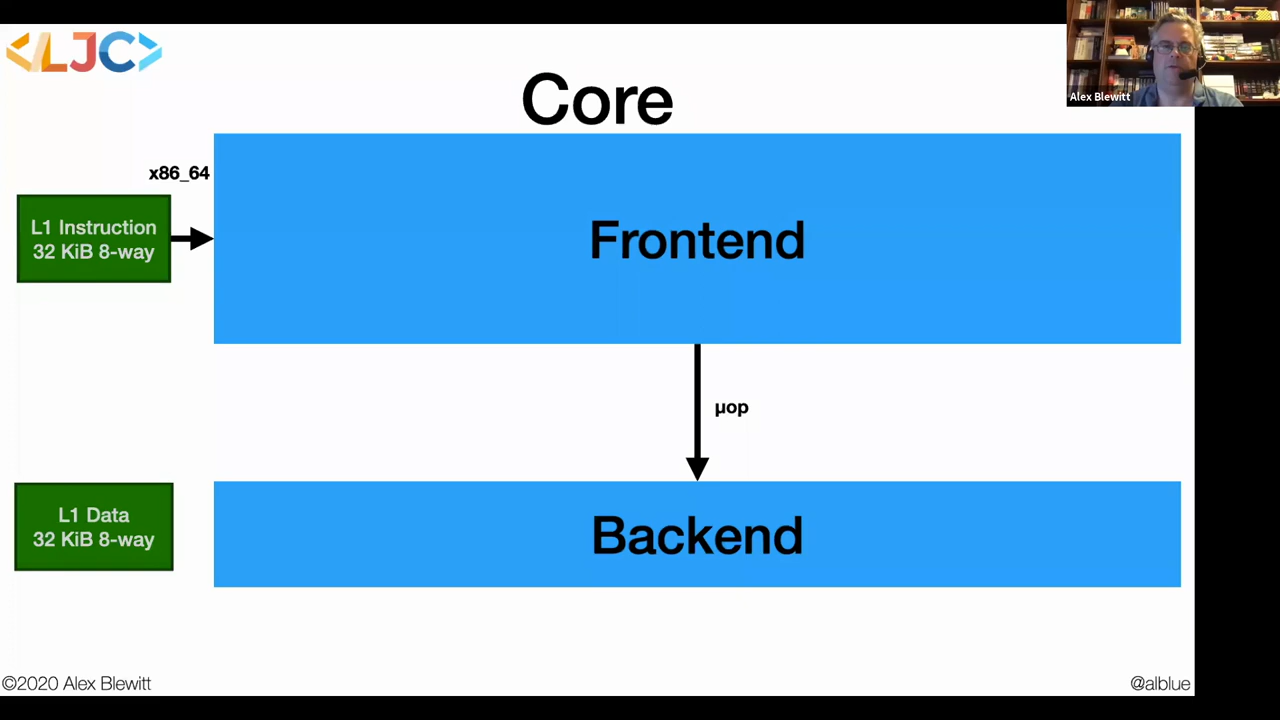 <LJC>
Alex Blewitt
Core
x86_64
L1 Instruction
32 KiB 8-way
Frontend
µop
L1 Data
32 KiB 8-way
Backend
©2020 Alex Blewitt
@alblue